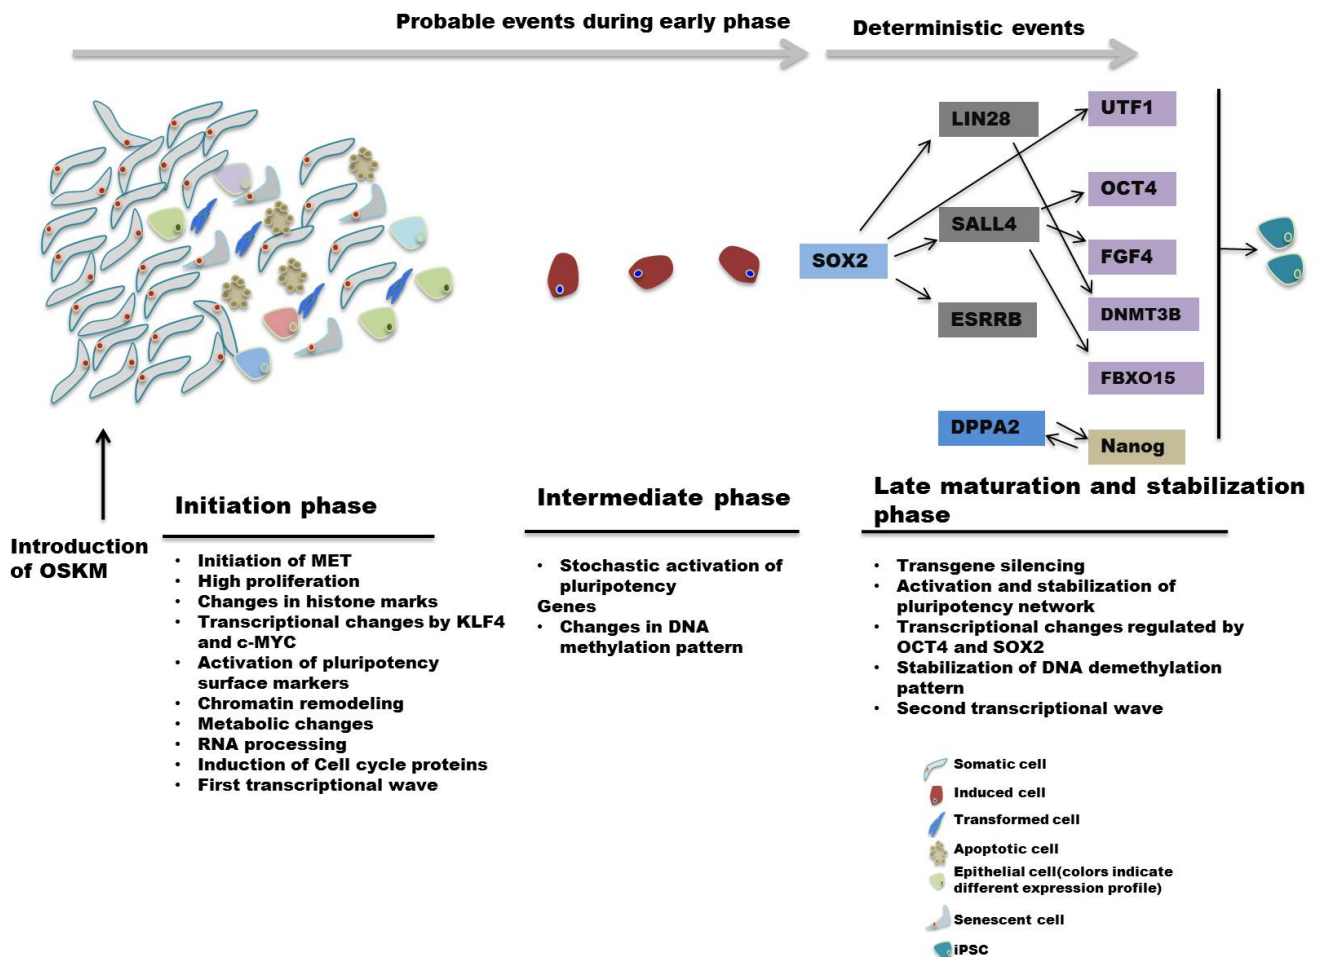 Probable events during early phase
Deterministic events
LIN28
UTF1
OCT4
SALL4
SOX2
FGF4
ESRRB
DNMT3B
FBXO15
DPPA2
Nanog
Introduction
of OSKM
Initiation phase
• Initiation of MET
• High proliferation
• Changes in histone marks
• Transcriptional changes by KLF4
and c-MYC
• Activation of pluripotency
surface markers
• Chromatin remodeling
• Metabolic changes
• RNA processing
• Induction of Cell cycle proteins
• First transcriptional wave
Intermediate phase
• Stochastic activation of
pluripotency
Genes
• Changes in DNA
methylation pattern
Late maturation and stabilization
phase
• Transgene silencing
• Activation and stabilization of
pluripotency network
• Transcriptional changes regulated by
OCT4 and SOX2
• Stabilization of DNA demethylation
pattern
• Second transcriptional wave
Somatic cell
Induced cell
Transformed cell
Apoptotic cell
Epithelial cell(colors indicate
different expression profile)
Senescent cell
iPSC